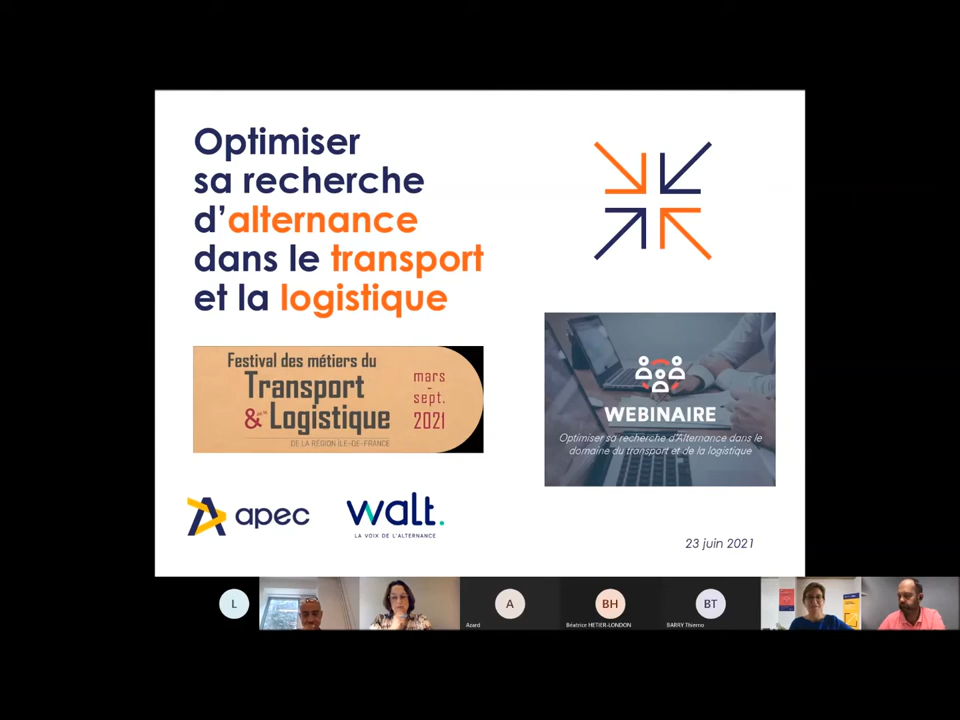 Optimiser
sa recherche
d'alternance
dans le transport
et la logistique
Festival des métiers du
Transport
& Logistique
DE LA RÉGION ÎLE-DE-FRANCE
mars
-
sept.
2021
WEBINAIRE
Optimiser sa recherche d'Alternance dans le
domaine du transport et de la logistique
apec
walt.
LA VOIX DE L'ALTERNANCE
23 juin 2021
L
A
Azard
BH
Béatrice HETIER-LONDON
BT
BARRY Thierno